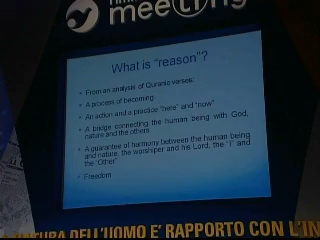 meeting
What is "reason"?
From an analysis of Quranic verses:
A process of becoming
An action and a practice "here" and "now"
A bridge connecting the human being with God,
nature and the others
A guarantee of harmony between the human being
and nature: the worshiper and his Lord, the "I" and
the "Other"
Freedom
DELL'UOMO E' RAPPORTO CON L'IN